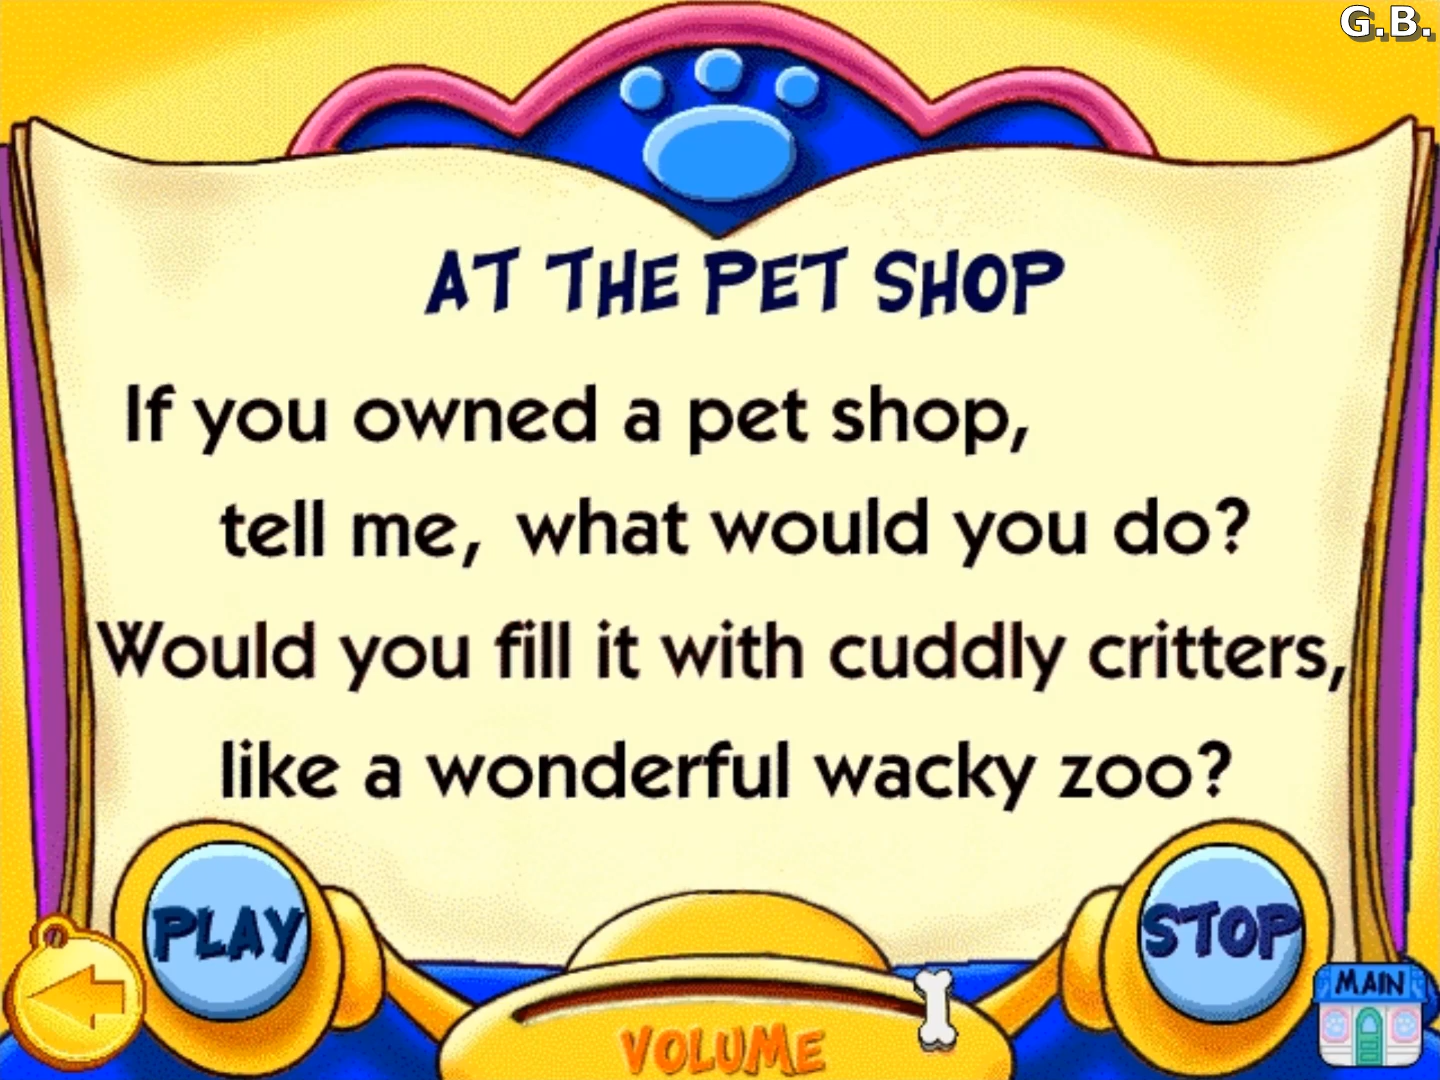 G.B.
AT THE PET SHOP
If you owned a pet shop,
tell me, what would you do?
Would you fill it with cuddly critters,
like a wonderful wacky zoo?
PLAY
STOP
MAIN
VOLUME